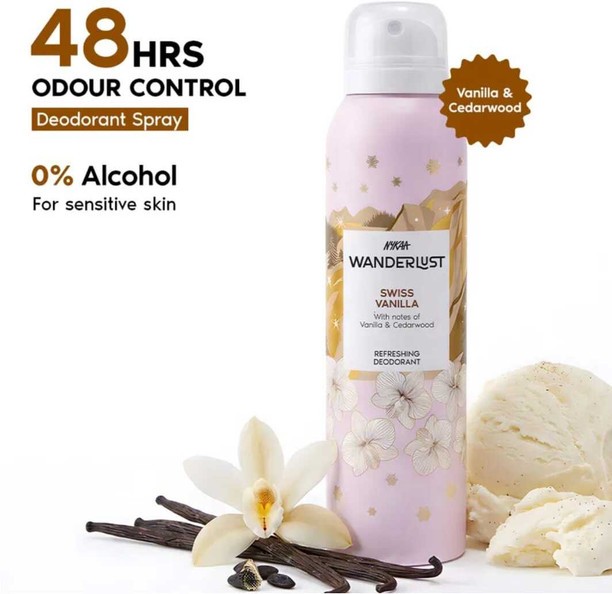 48 HRS
ODOUR CONTROL
Deodorant Spray
0% Alcohol
For sensitive skin
Vanilla &
Cedarwood
NYKAA
WANDERLUST
SWISS
VANILLA
With notes of
Vanilla & Cedarwood
REFRESHING
DEODORANT